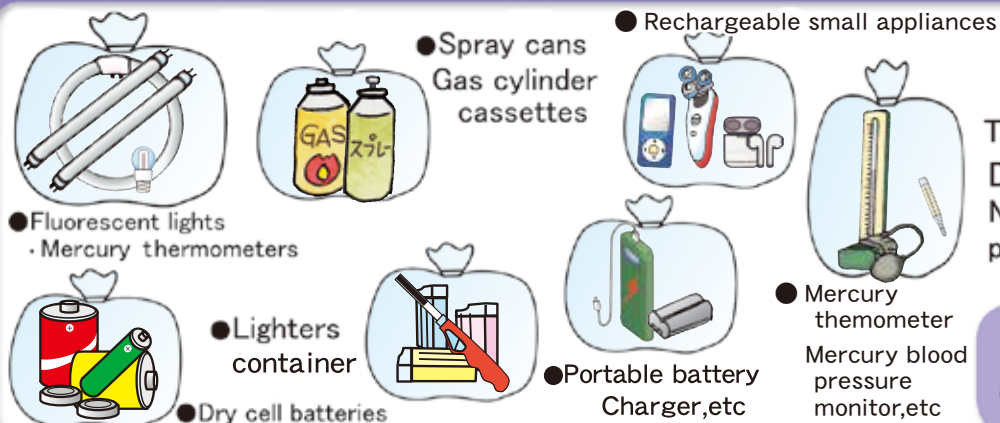 ●Rechargeable small appliances
●Spray cans
Gas cylinder
cassettes
GAS
スプレー
●Fluorescent lights
・Mercury thermometers
●Mercury
themometer
Mercury blood
pressure
monitor,etc
●Lighters
container
●Portable battery
Charger,etc
●Dry cell batteries